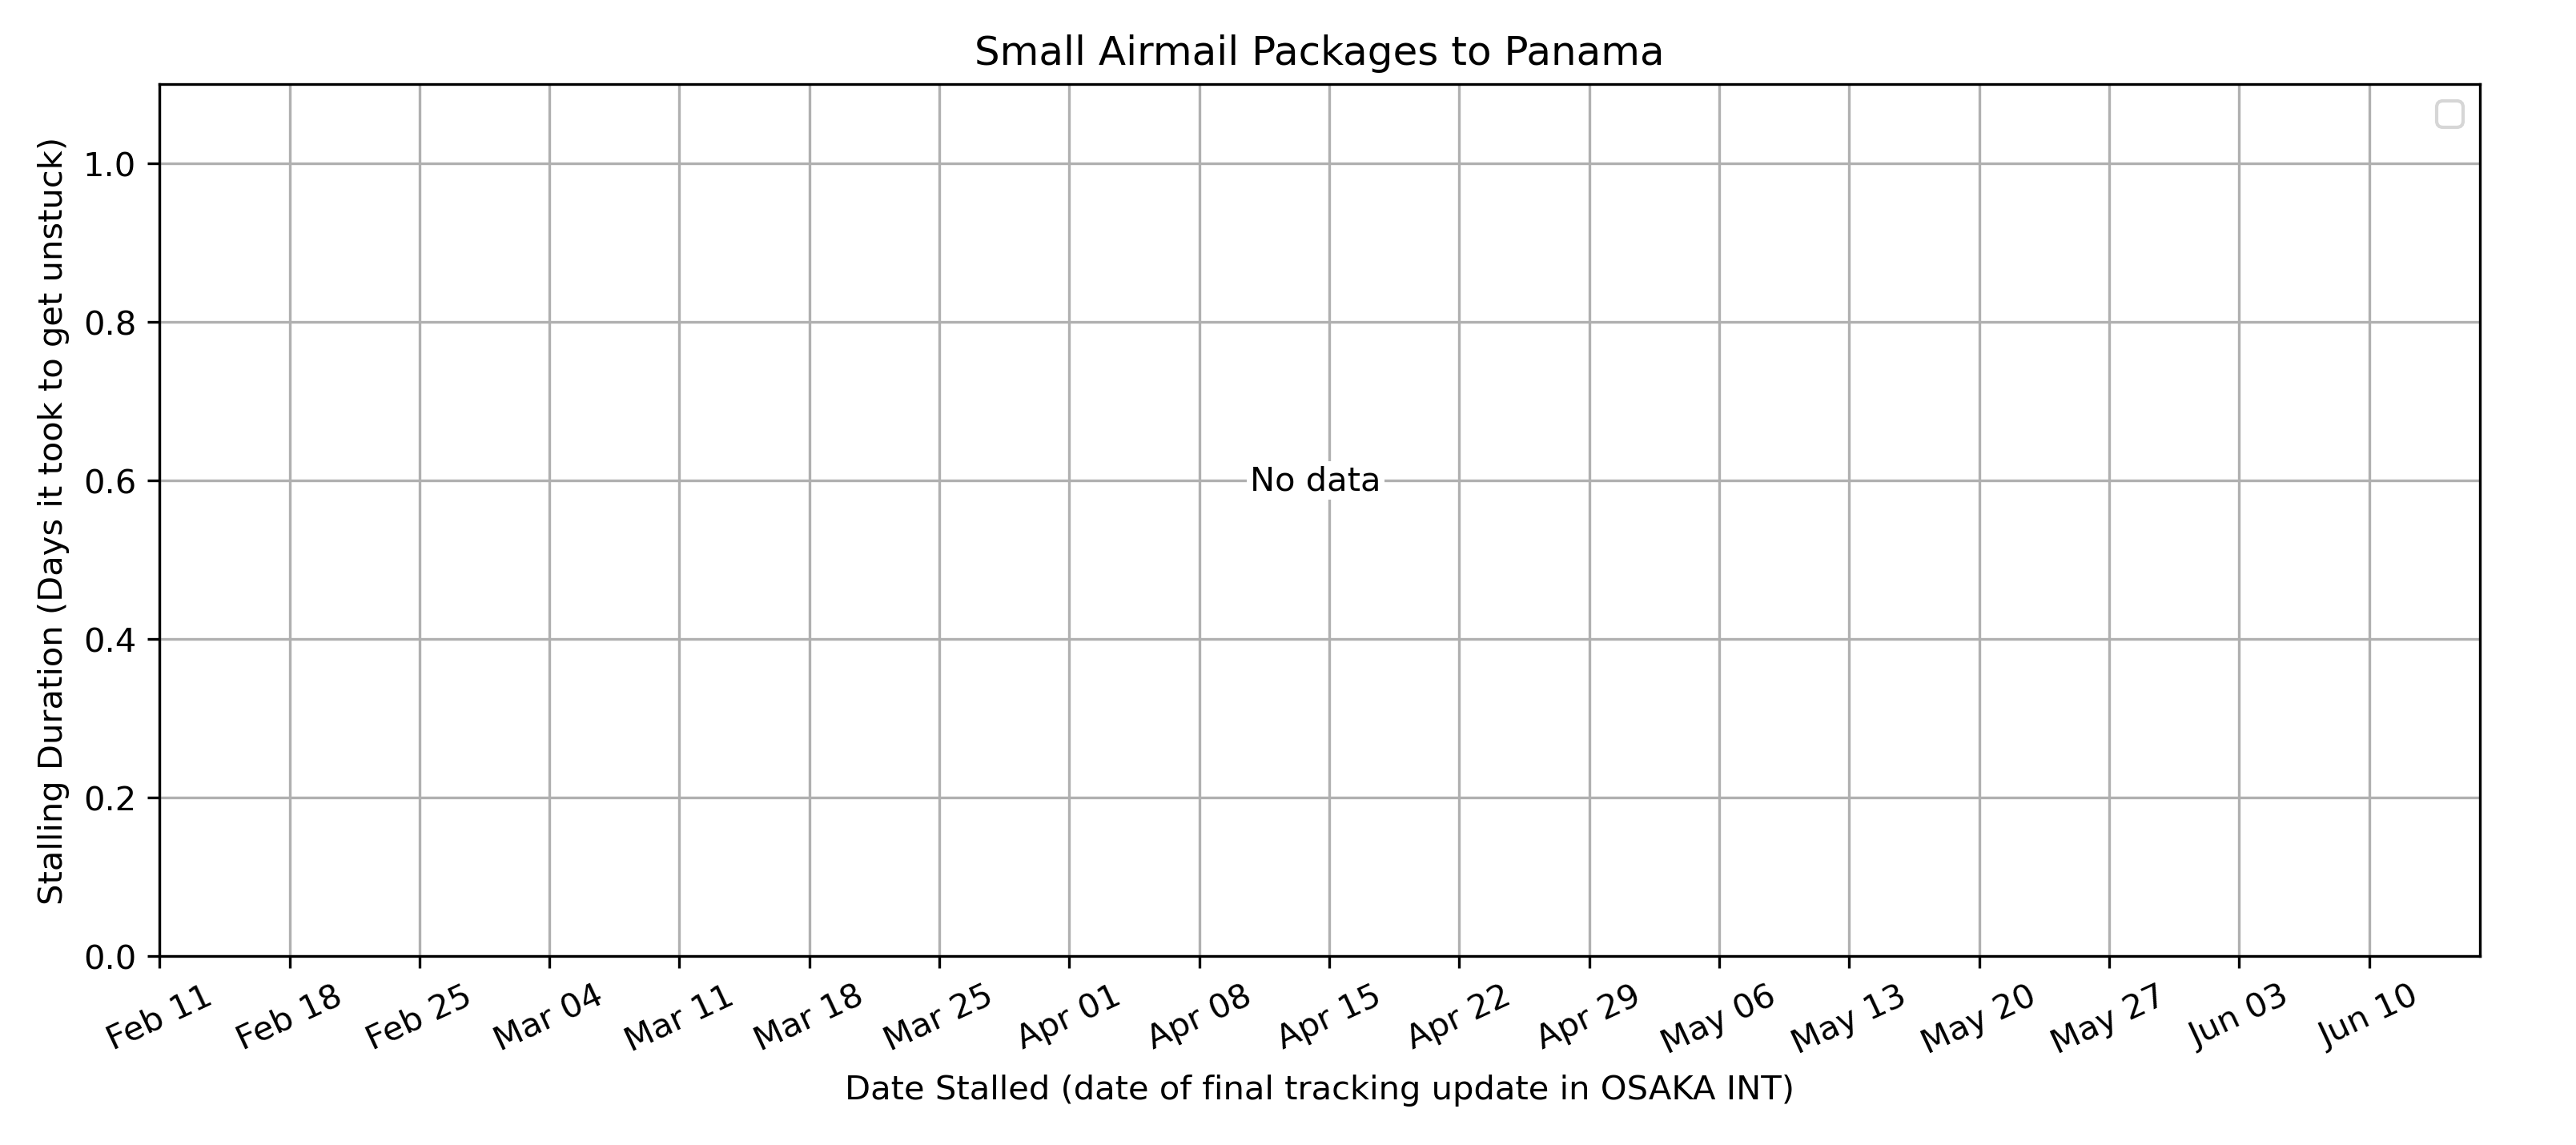 Small Airmail Packages to Panama
Stalling Duration (Days it took to get unstuck)
1.0
0.8
0.6
0.4
0.2
0.0
No data
Feb 11
Feb 18
Feb 25
Mar 04
Mar 11
Mar 18
Mar 25
Apr 01
Apr 08
Apr 15
Apr 22
Apr 29
May 06
May 13
May 20
May 27
Jun 03
Jun 10
Date Stalled (date of final tracking update in OSAKA INT)